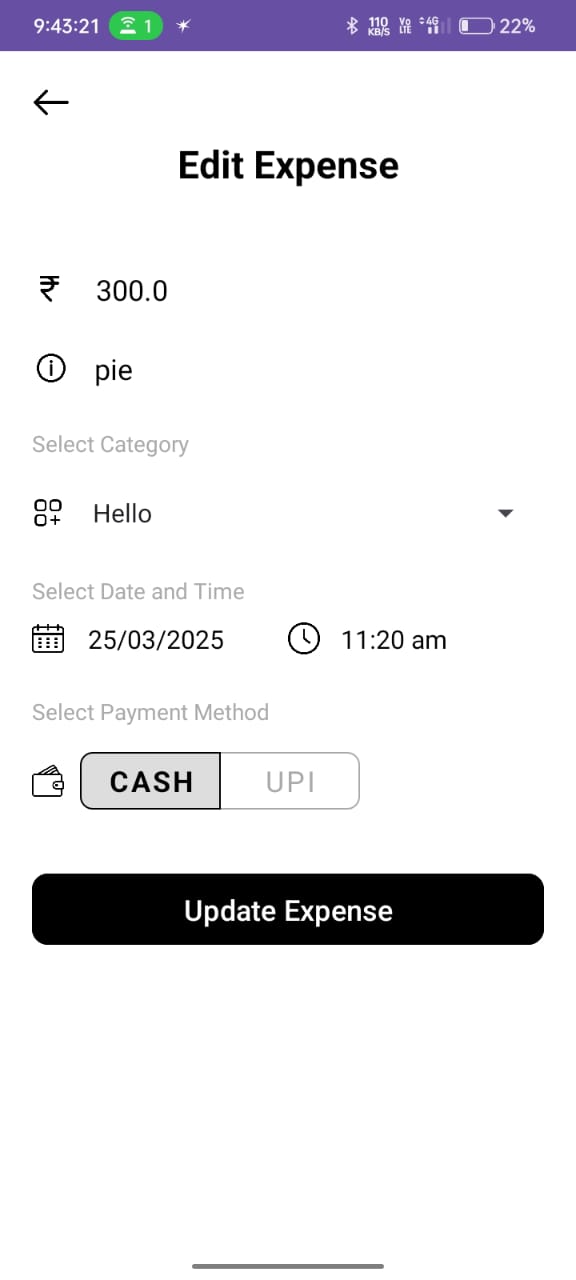 9:43:21 1 110 KB/S Vo LTE 4G 22%
Edit Expense
₹ 300.0
pie
Select Category
Hello
Select Date and Time
25/03/2025 11:20 am
Select Payment Method
CASH UPI
Update Expense